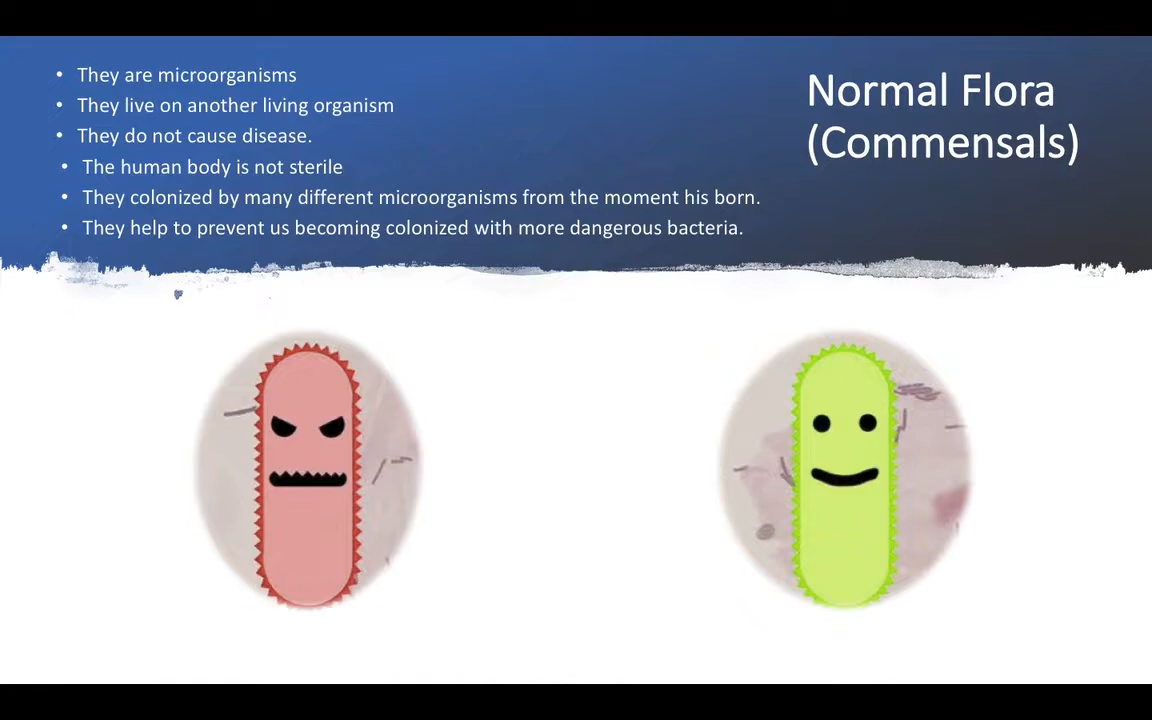 Normal Flora
(Commensals)
• They are microorganisms
• They live on another living organism
• They do not cause disease.
• The human body is not sterile
• They colonized by many different microorganisms from the moment his born.
• They help to prevent us becoming colonized with more dangerous bacteria.